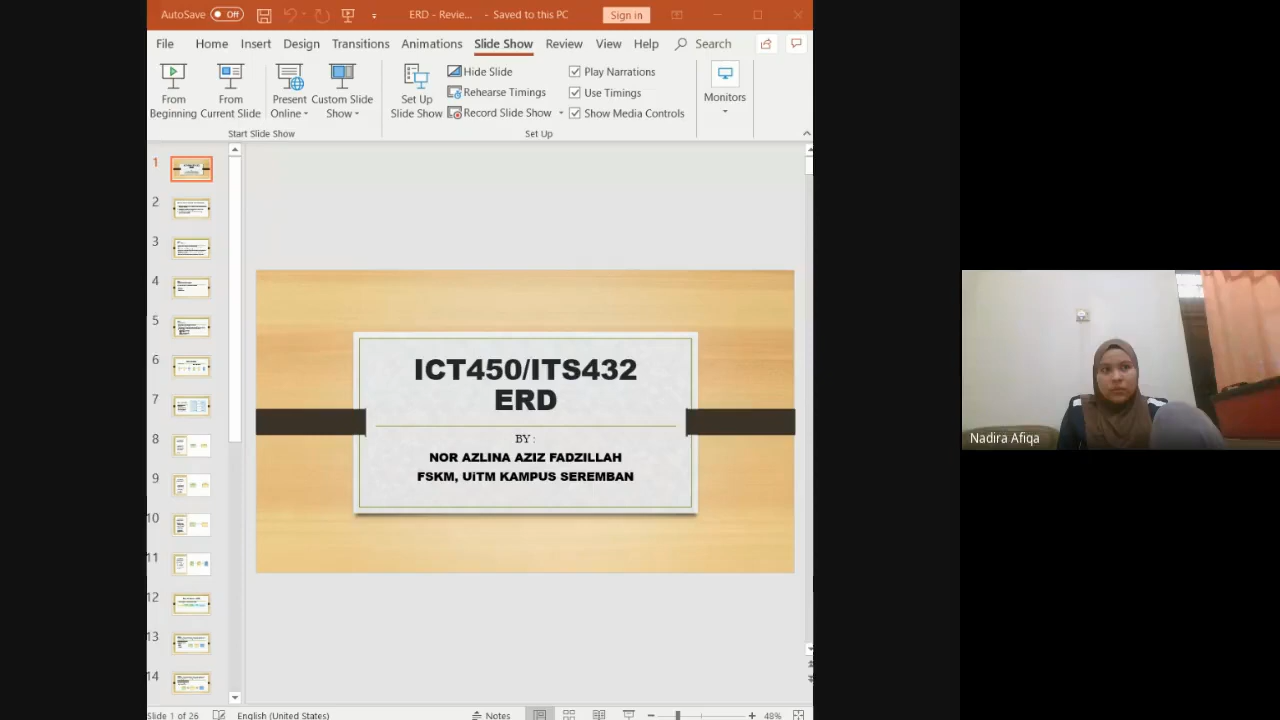 AutoSave Off ERD - Revie... - Saved to this PC Sign in
File Home Insert Design Transitions Animations Slide Show Review View Help Search
From Beginning
From Current Slide
Present Online
Custom Slide Show
Start Slide Show
Set Up Slide Show
Hide Slide
Rehearse Timings
Record Slide Show
Play Narrations
Use Timings
Show Media Controls
Set Up
Monitors
1
2
3
4
5
6
7
8
9
10
11
12
13
14
ICT450/ITS432
ERD
BY :
NOR AZLINA AZIZ FADZILLAH
FSKM, UiTM KAMPUS SEREMBAN
Nadira Afiqa
Slide 1 of 26 English (United States) Notes 48%